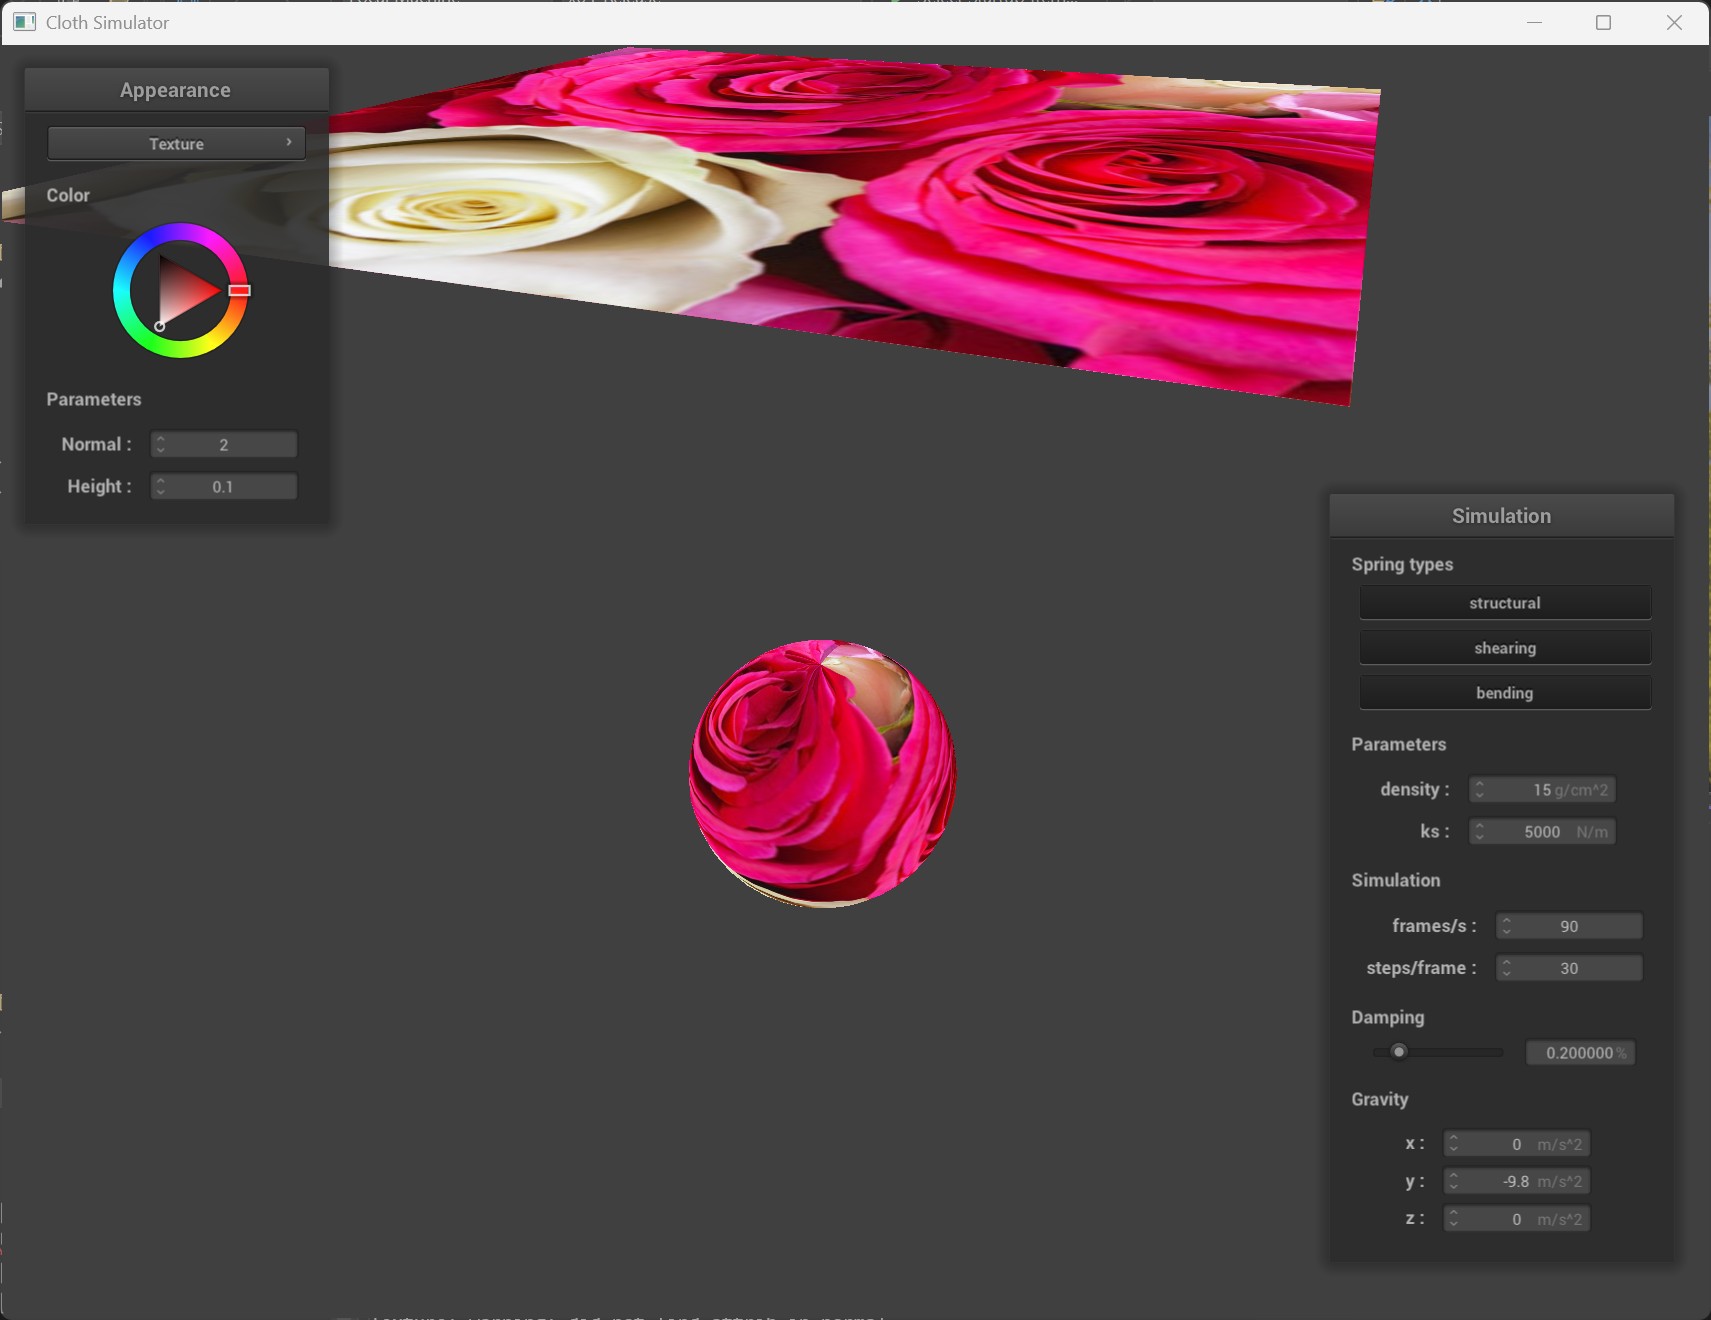 Cloth Simulator
Appearance
Texture
Color
Parameters
Normal : 2
Height : 0.1
Simulation
Spring types
structural
shearing
bending
Parameters
density : 15 g/cm^2
ks : 5000 N/m
Simulation
frames/s : 90
steps/frame : 30
Damping
0.200000 %
Gravity
x : 0 m/s^2
y : -9.8 m/s^2
z : 0 m/s^2